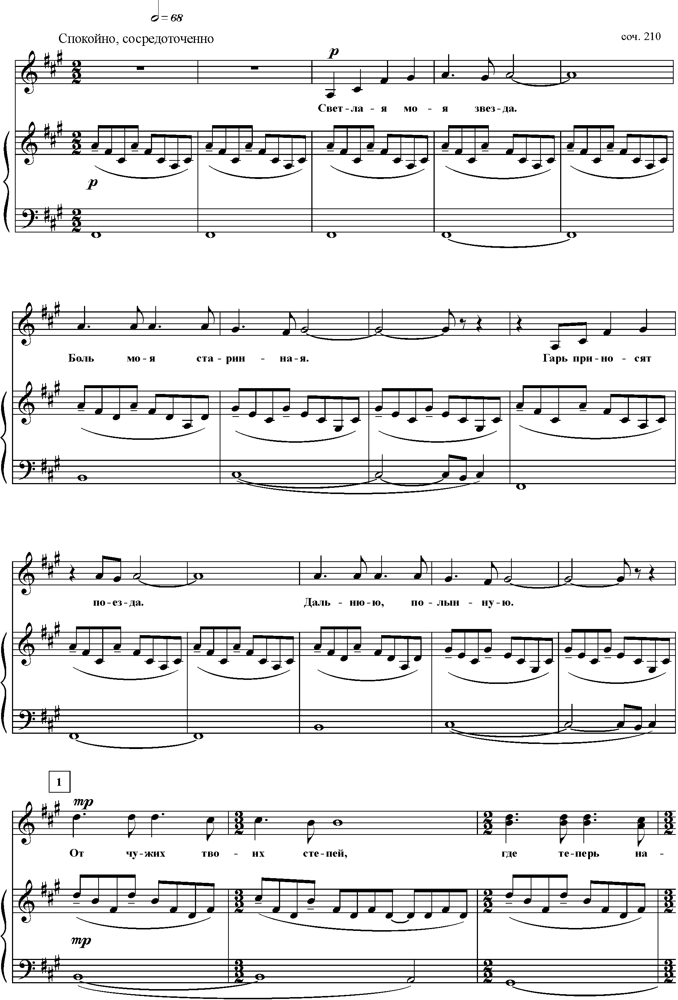 𝅗𝅥 = 68
Спокойно, сосредоточенно
соч. 210
p
Свет - ла - я мо - я звез - да.
p
Боль мо - я ста - рин - на - я. Гарь при - но - сят
по - ез - да. Даль - ню - ю, по - лын - ну - ю.
1
mp
От чу - жих тво - их сте - пей, где те - перь на -
mp